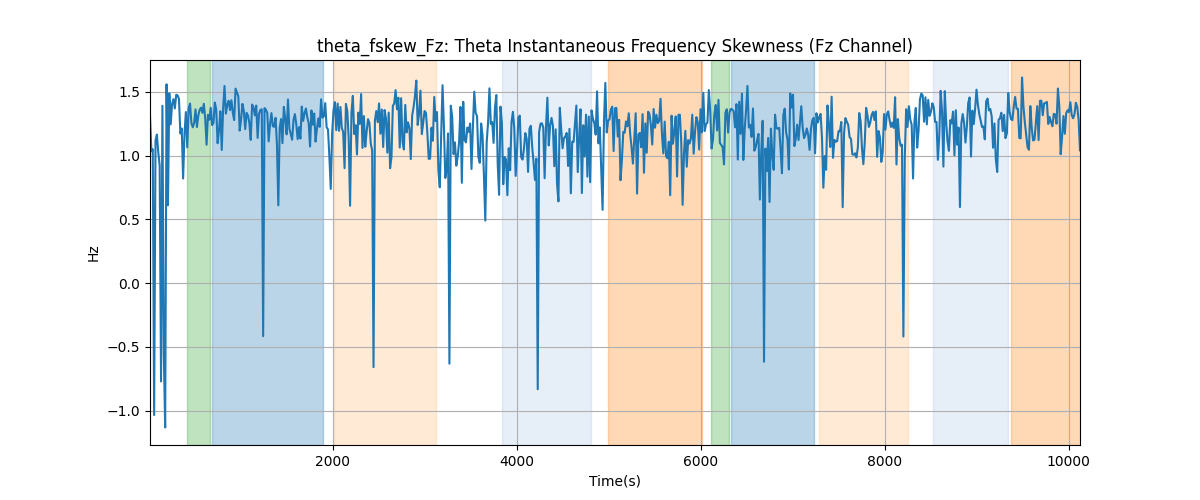 theta_fskew_Fz: Theta Instantaneous Frequency Skewness (Fz Channel)
1.5
1.0
0.5
0.0
−0.5
−1.0
Hz
2000 4000 6000 8000 10000
Time(s)